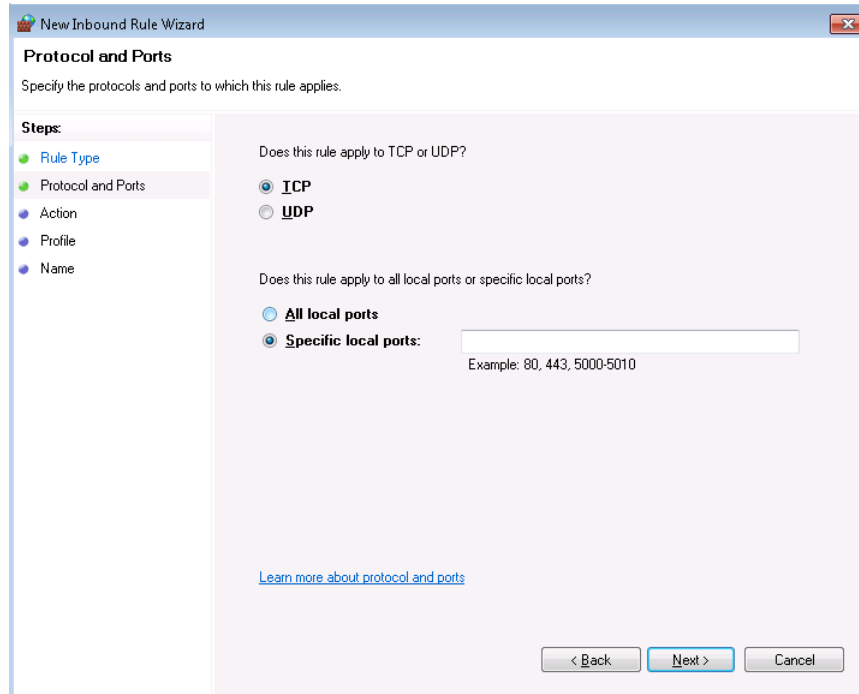 New Inbound Rule Wizard
Protocol and Ports
Specify the protocols and ports to which this rule applies.
Steps:
Rule Type
Protocol and Ports
Action
Profile
Name
Does this rule apply to TCP or UDP?
TCP
UDP
Does this rule apply to all local ports or specific local ports?
All local ports
Specific local ports:
Example: 80, 443, 5000-5010
Learn more about protocol and ports
< Back Next > Cancel